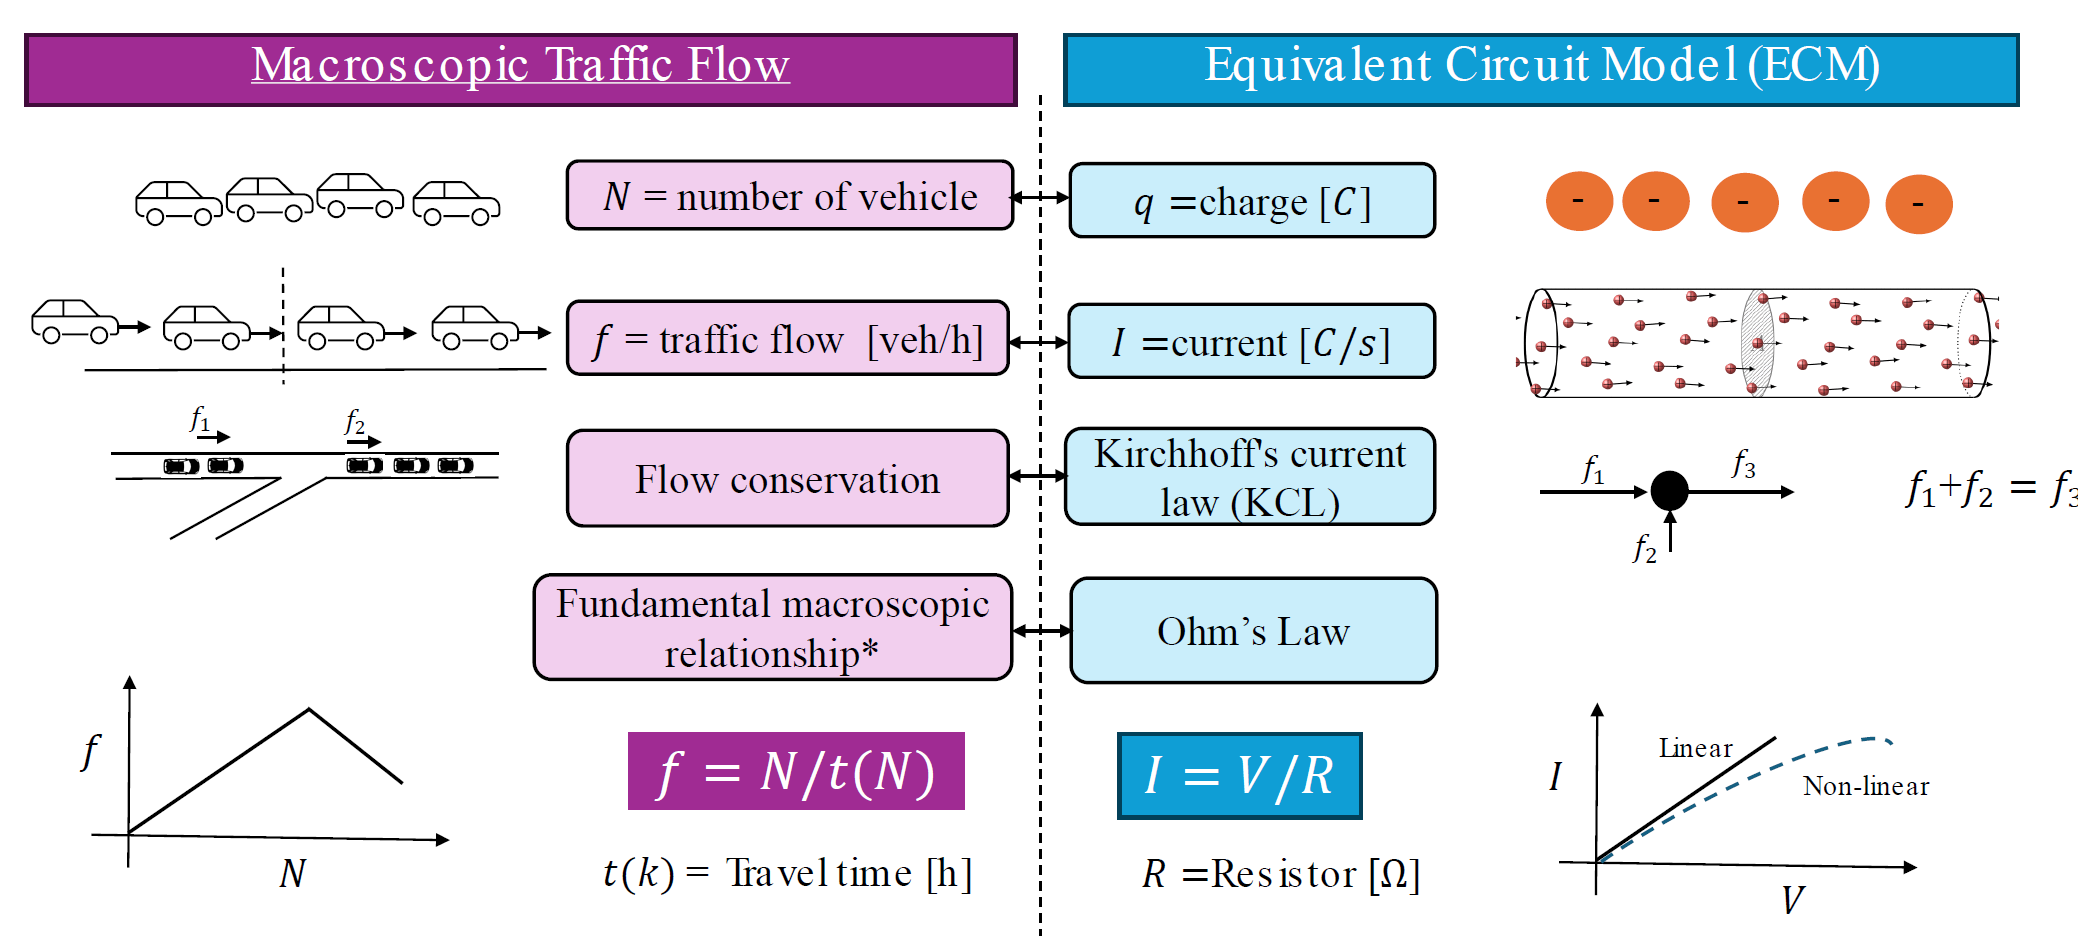 Macroscopic Traffic Flow
Equivalent Circuit Model (ECM)
N = number of vehicle
q =charge [C]
- - - - -
f = traffic flow [veh/h]
I =current [C/s]
f₁
f₂
Flow conservation
Kirchhoff's current
law (KCL)
f₁
f₃
f₂
f₁+f₂ = f₃
Fundamental macroscopic
relationship*
Ohm’s Law
f
N
f = N/t(N)
t(k) = Travel time [h]
I = V/R
R =Resistor [Ω]
I
Linear
Non-linear
V